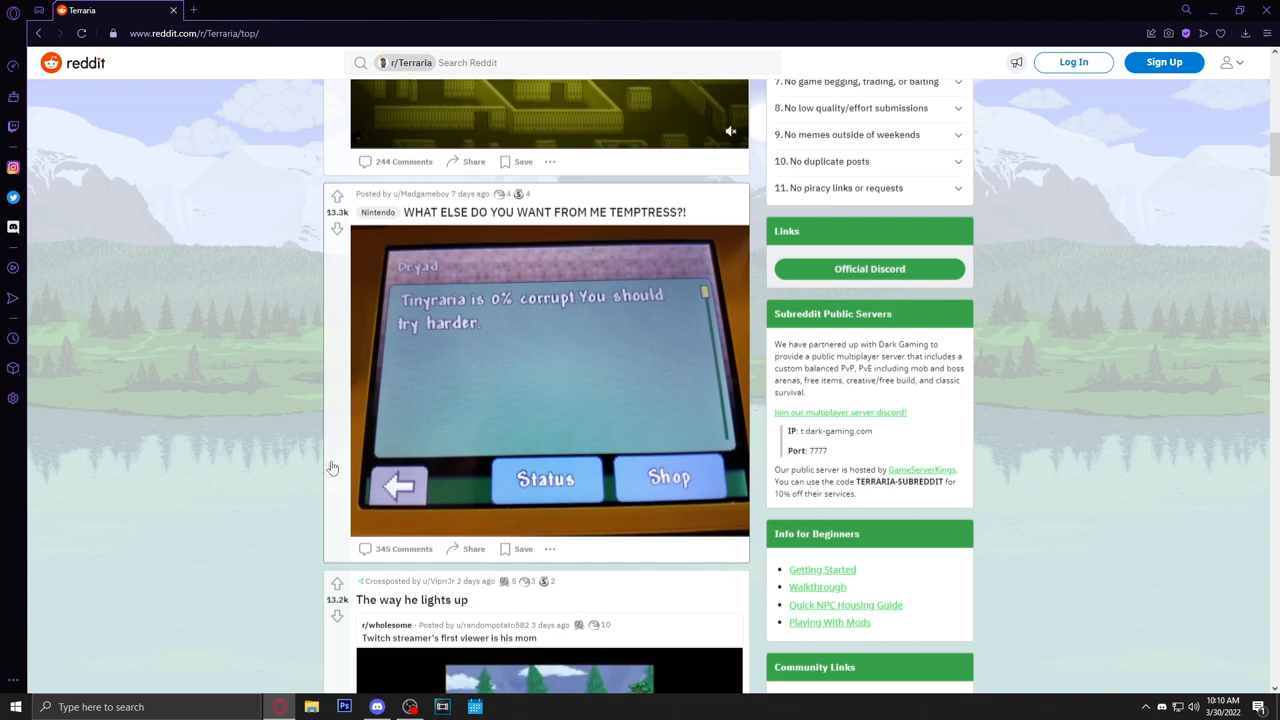 Terraria
www.reddit.com/r/Terraria/top/
reddit
r/Terraria Search Reddit
Log In
Sign Up
244 Comments Share Save
Posted by u/Madgameboy 7 days ago 4 4
13.3k
Nintendo WHAT ELSE DO YOU WANT FROM ME TEMPTRESS?!
Dryad
Tinyraria is 0% corrupt.You should
try harder.
Status
Shop
345 Comments Share Save
Crossposted by u/ViprrJr 2 days ago 5 3 2
13.2k
The way he lights up
r/wholesome · Posted by u/randompotato582 3 days ago 10
Twitch streamer's first viewer is his mom
7. No game begging, trading, or baiting
8. No low quality/effort submissions
9. No memes outside of weekends
10. No duplicate posts
11. No piracy links or requests
Links
Official Discord
Subreddit Public Servers
We have partnered up with Dark Gaming to
provide a public multiplayer server that includes a
custom balanced PvP, PvE including mob and boss
arenas, free items, creative/free build, and classic
survival.
Join our multiplayer server discord!
IP: t.dark-gaming.com
Port: 7777
Our public server is hosted by GameServerKings.
You can use the code TERRARIA-SUBREDDIT for
10% off their services.
Info for Beginners
Getting Started
Walkthrough
Quick NPC Housing Guide
Playing With Mods
Community Links
Type here to search
Ps
10:10 AM
3/30/2022
1